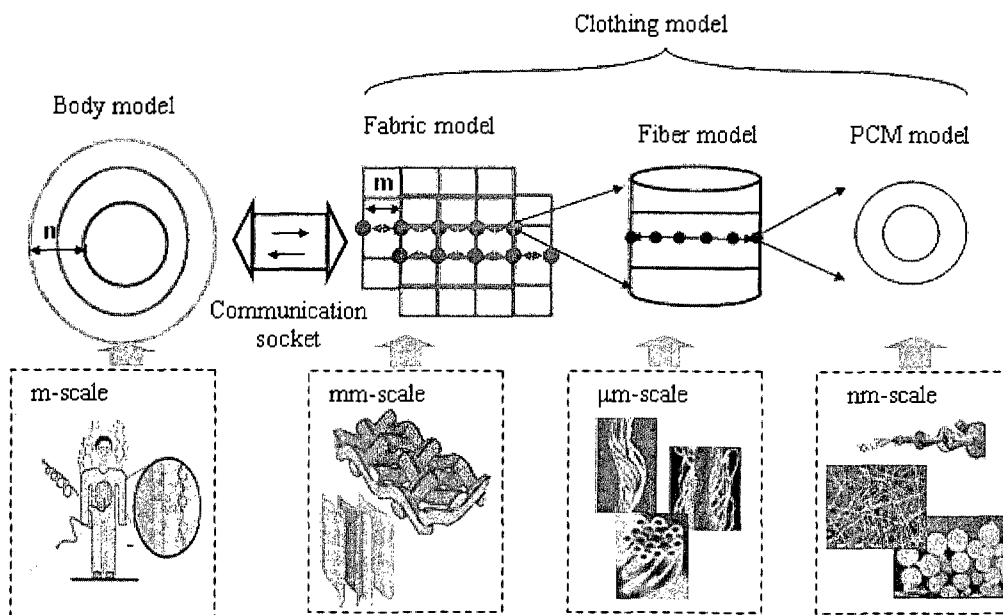 Clothing model
Body model
Fabric model
Fiber model
PCM model
m
n
Communication
socket
m-scale
mm-scale
μm-scale
nm-scale